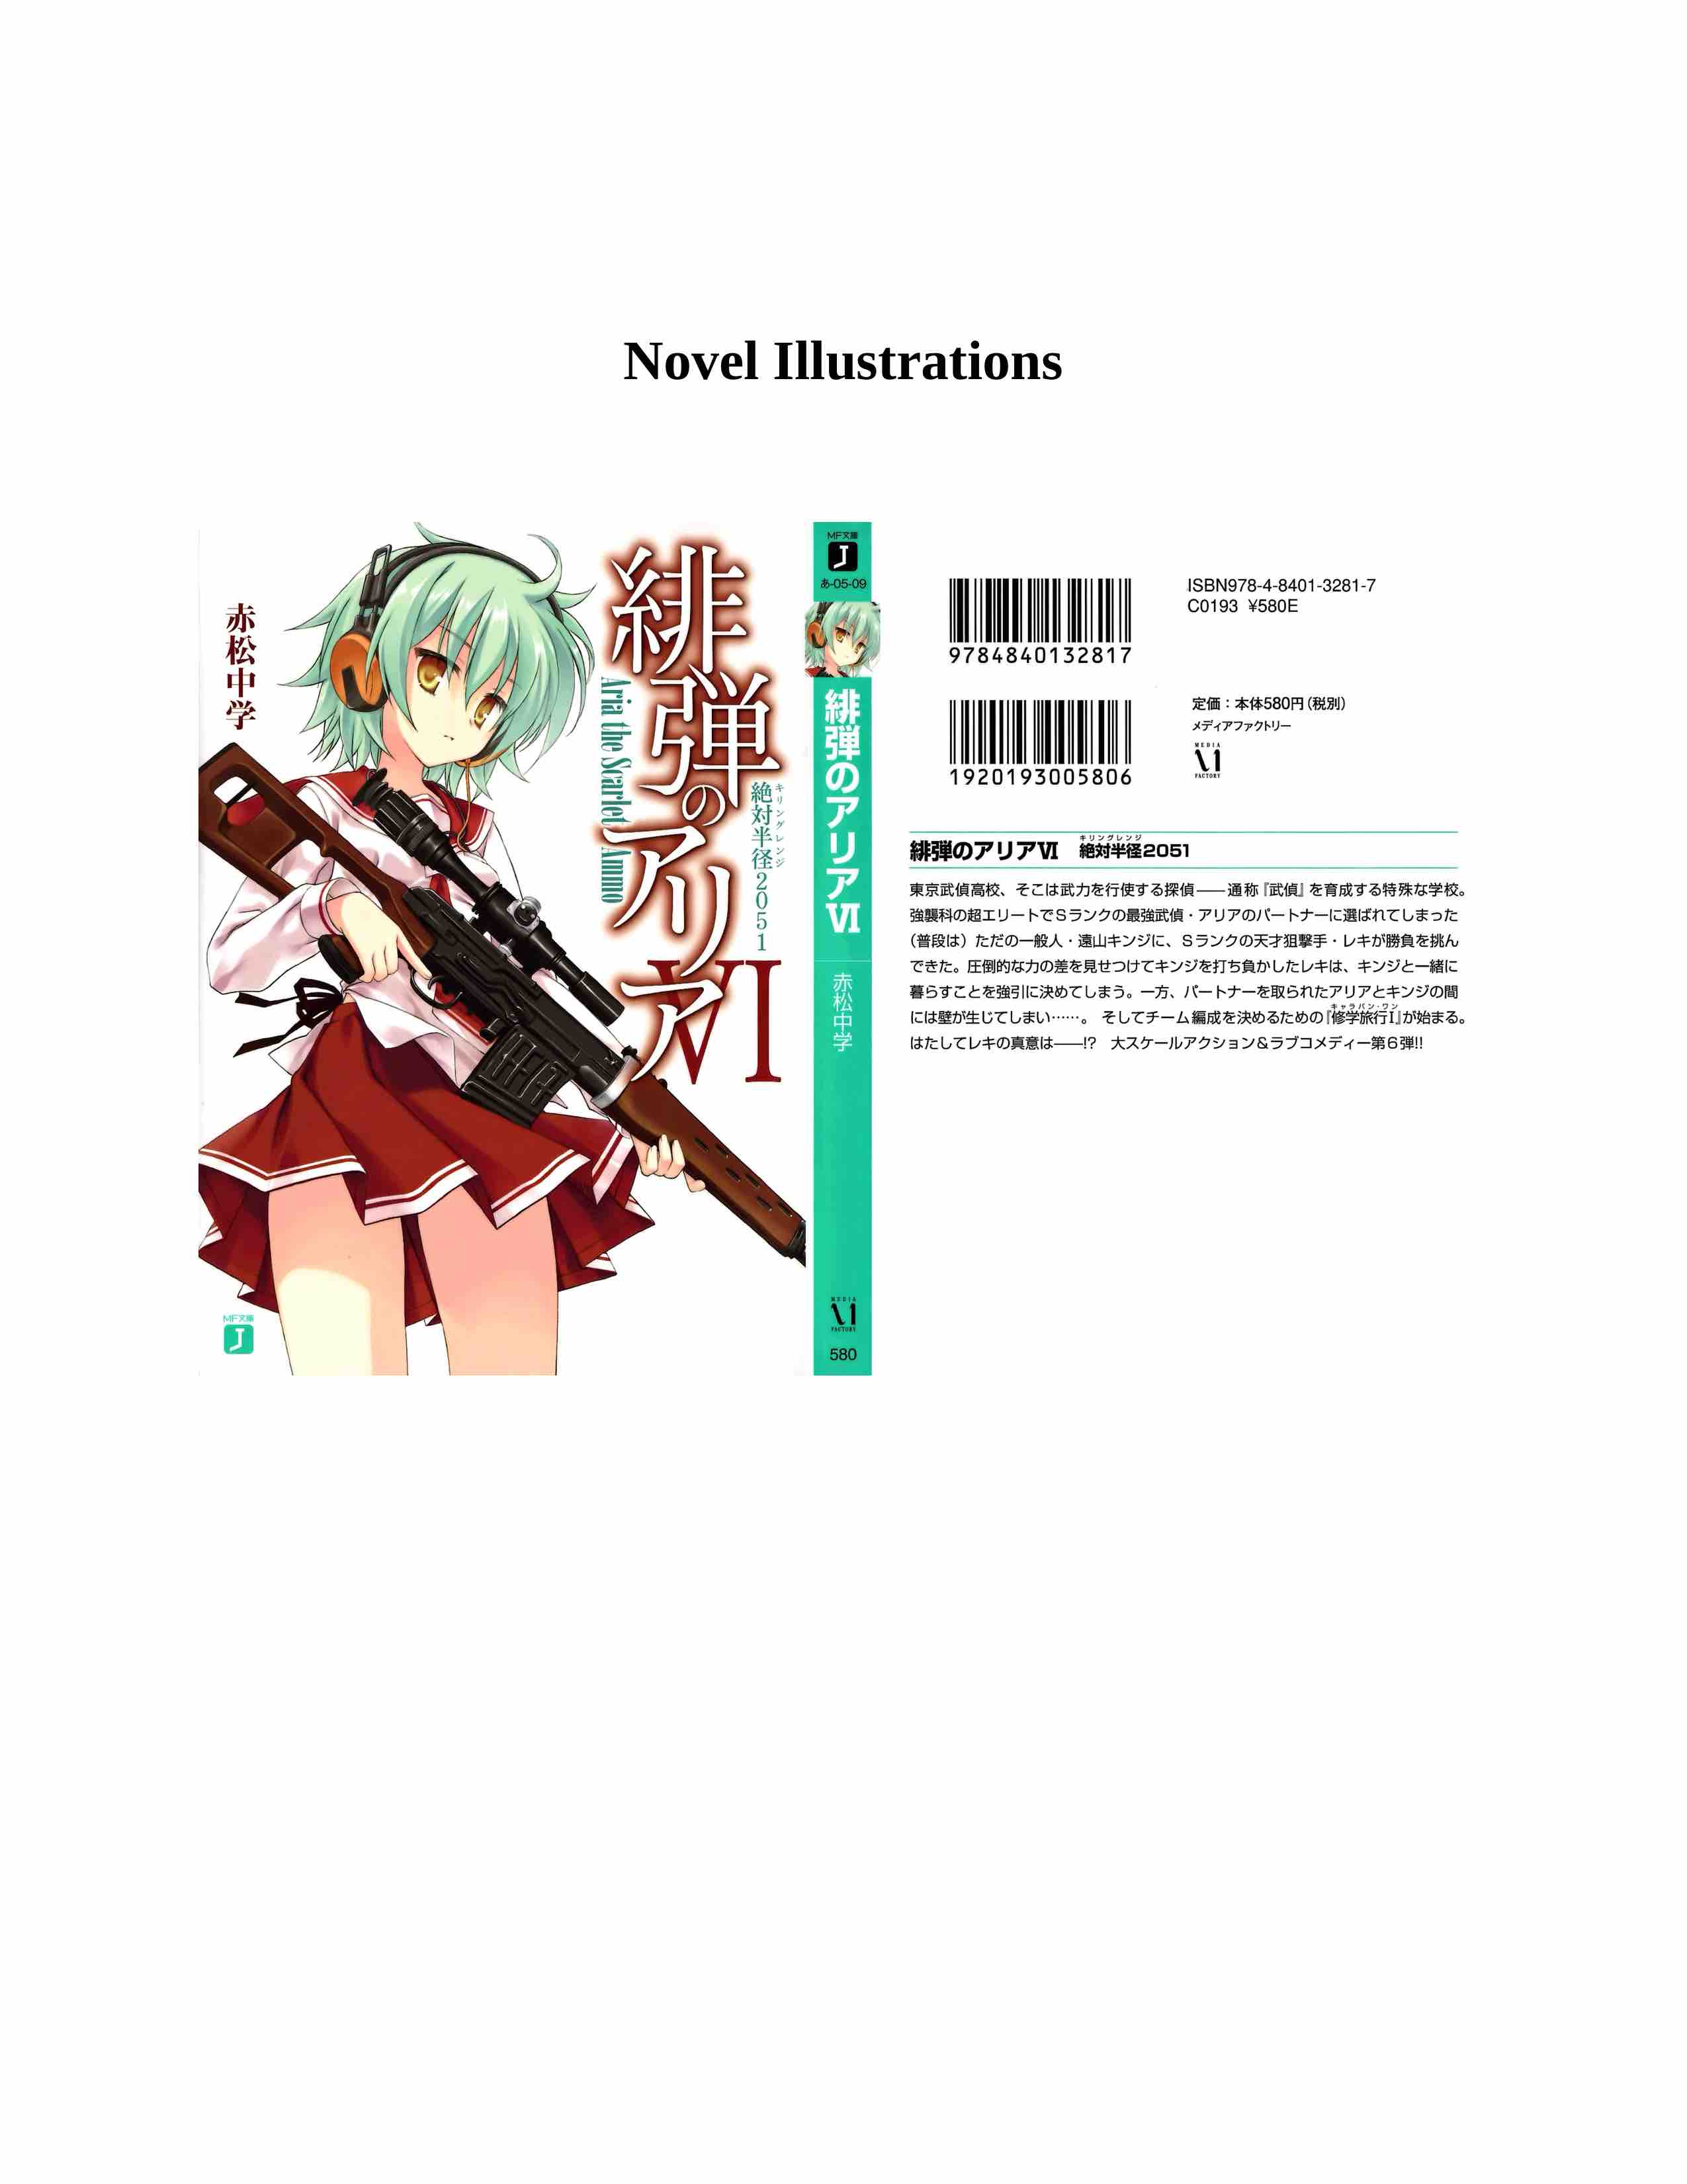 Novel Illustrations
赤松中学
緋弾のアリア
Aria the Scarlet Ammo
キリングレンジ
絶対半径2051
VI
MF文庫
J
MF文庫
J
あ-05-09
緋弾のアリアⅥ
赤松中学
MEDIA
FACTORY
580
9784840132817
ISBN978-4-8401-3281-7
C0193 ¥580E
1920193005806
定価：本体580円（税別）
メディアファクトリー
MEDIA
FACTORY
キリングレンジ
緋弾のアリアⅥ　絶対半径2051
東京武偵高校、そこは武力を行使する探偵――通称『武偵』を育成する特殊な学校。
強襲科の超エリートでSランクの最強武偵・アリアのパートナーに選ばれてしまった
（普段は）ただの一般人・遠山キンジに、Sランクの天才狙撃手・レキが勝負を挑ん
できた。圧倒的な力の差を見せつけてキンジを打ち負かしたレキは、キンジと一緒に
暮らすことを強引に決めてしまう。一方、パートナーを取られたアリアとキンジの間
キャラバン・ワン
には壁が生じてしまい……。 そしてチーム編成を決めるための『修学旅行Ⅰ』が始まる。
はたしてレキの真意は――!?　大スケールアクション＆ラブコメディー第6弾!!